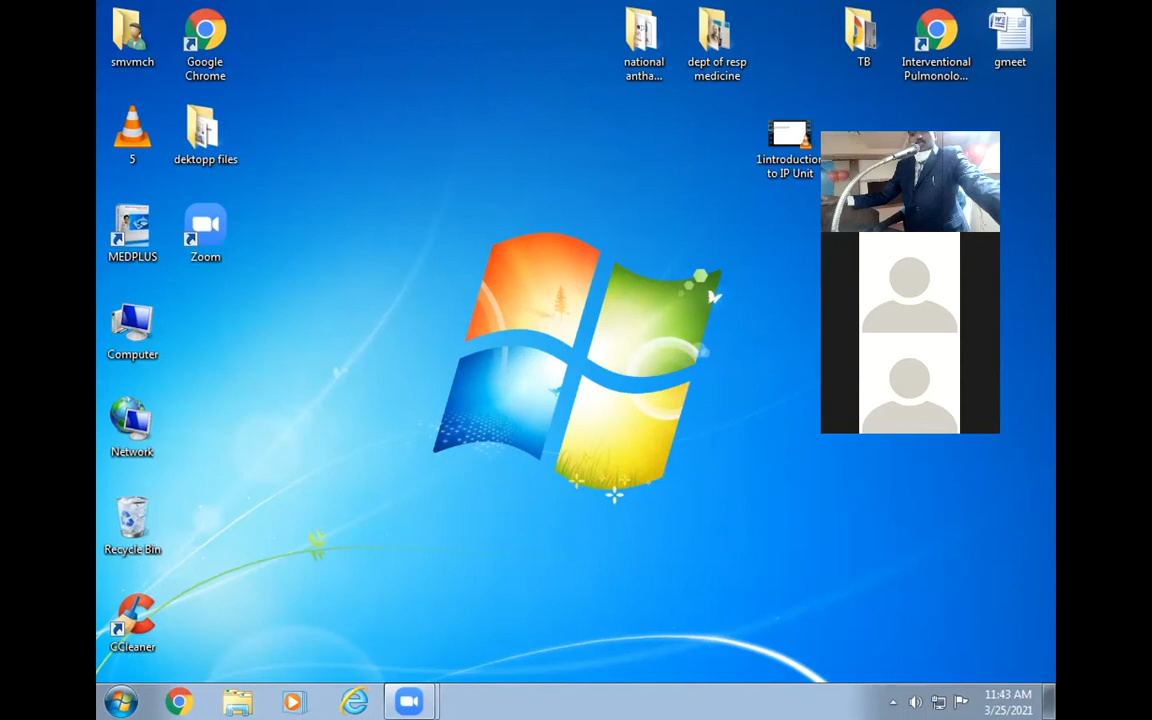 smvmch
Google
Chrome
national
antha...
dept of resp
medicine
TB
Interventional
Pulmonolo...
gmeet
5
dektopp files
1introduction
to IP Unit
MEDPLUS
Zoom
Computer
Network
Recycle Bin
CCleaner
11:43 AM
3/25/2021